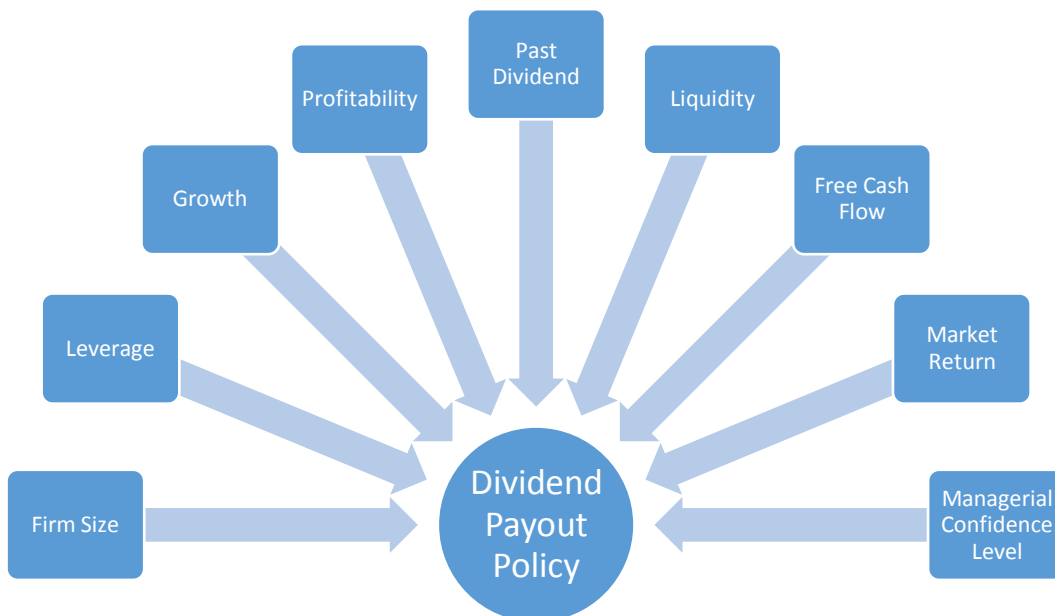 Past
Dividend
Profitability
Liquidity
Growth
Free Cash
Flow
Leverage
Market
Return
Firm Size
Dividend
Payout
Policy
Managerial
Confidence
Level